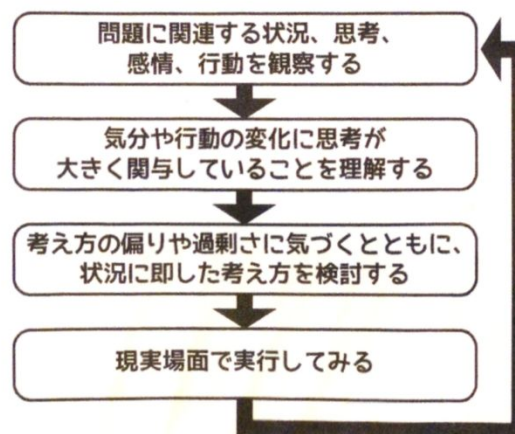 問題に関連する状況、思考、
感情、行動を観察する
気分や行動の変化に思考が
大きく関与していることを理解する
考え方の偏りや過剰さに気づくとともに、
状況に即した考え方を検討する
現実場面で実行してみる